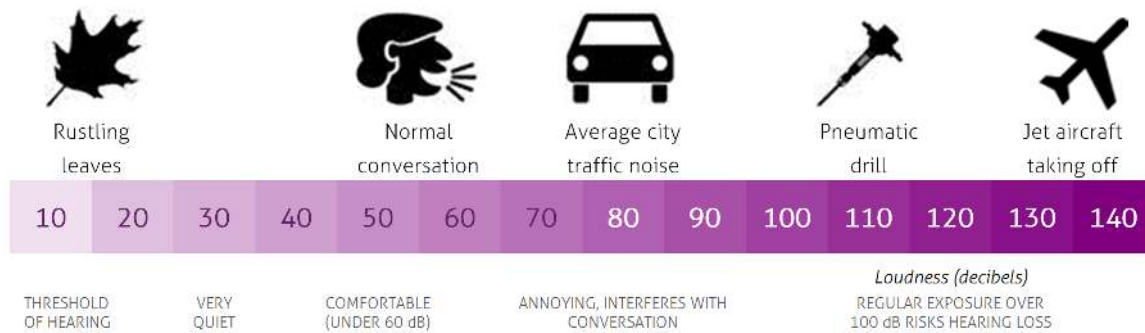 Rustling
leaves
Normal
conversation
Average city
traffic noise
Pneumatic
drill
Jet aircraft
taking off
10 20 30 40 50 60 70 80 90 100 110 120 130 140
Loudness (decibels)
THRESHOLD
OF HEARING
VERY
QUIET
COMFORTABLE
(UNDER 60 dB)
ANNOYING, INTERFERES WITH
CONVERSATION
REGULAR EXPOSURE OVER
100 dB RISKS HEARING LOSS